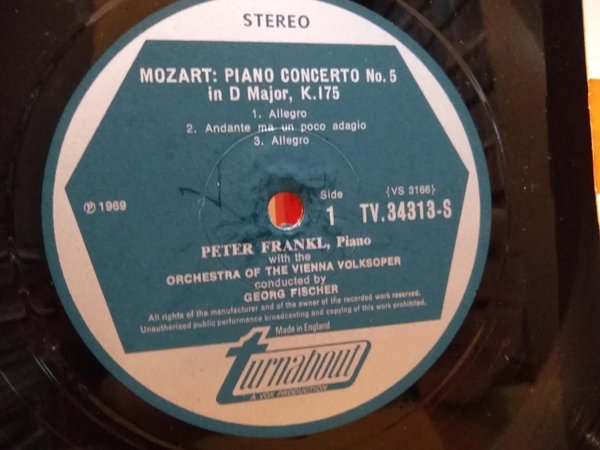 STEREO
MOZART: PIANO CONCERTO No. 5
in D Major, K.175
1. Allegro
2. Andante ma un poco adagio
3. Allegro
℗ 1969
Side
1
{VS 3166}
TV.34313-S
PETER FRANKL, Piano
with the
ORCHESTRA OF THE VIENNA VOLKSOPER
conducted by
GEORG FISCHER
All rights of the manufacturer and of the owner of the recorded work reserved.
Unauthorised public performance broadcasting and copying of this work prohibited.
Made in England
turnabout
A VOX PRODUCTION